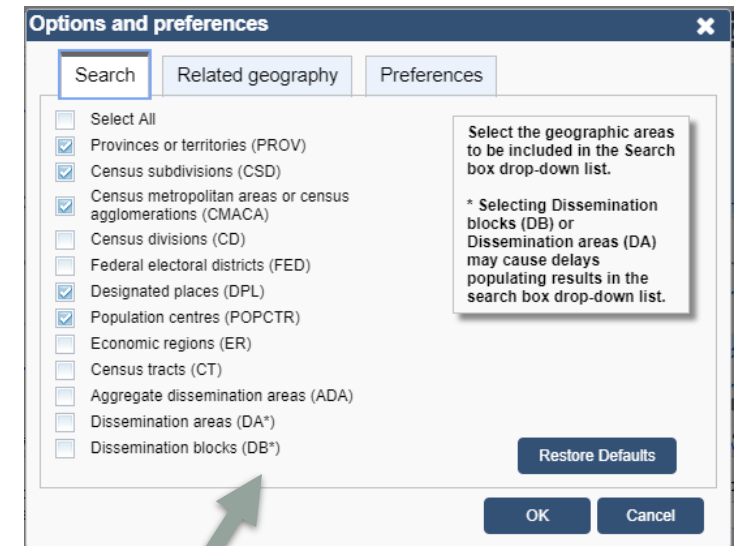 Options and preferences
Search
Related geography
Preferences
Select All
Provinces or territories (PROV)
Census subdivisions (CSD)
Census metropolitan areas or census
agglomerations (CMACA)
Census divisions (CD)
Federal electoral districts (FED)
Designated places (DPL)
Population centres (POPCTR)
Economic regions (ER)
Census tracts (CT)
Aggregate dissemination areas (ADA)
Dissemination areas (DA*)
Dissemination blocks (DB*)
Select the geographic areas
to be included in the Search
box drop-down list.
* Selecting Dissemination
blocks (DB) or
Dissemination areas (DA)
may cause delays
populating results in the
search box drop-down list.
Restore Defaults
OK
Cancel